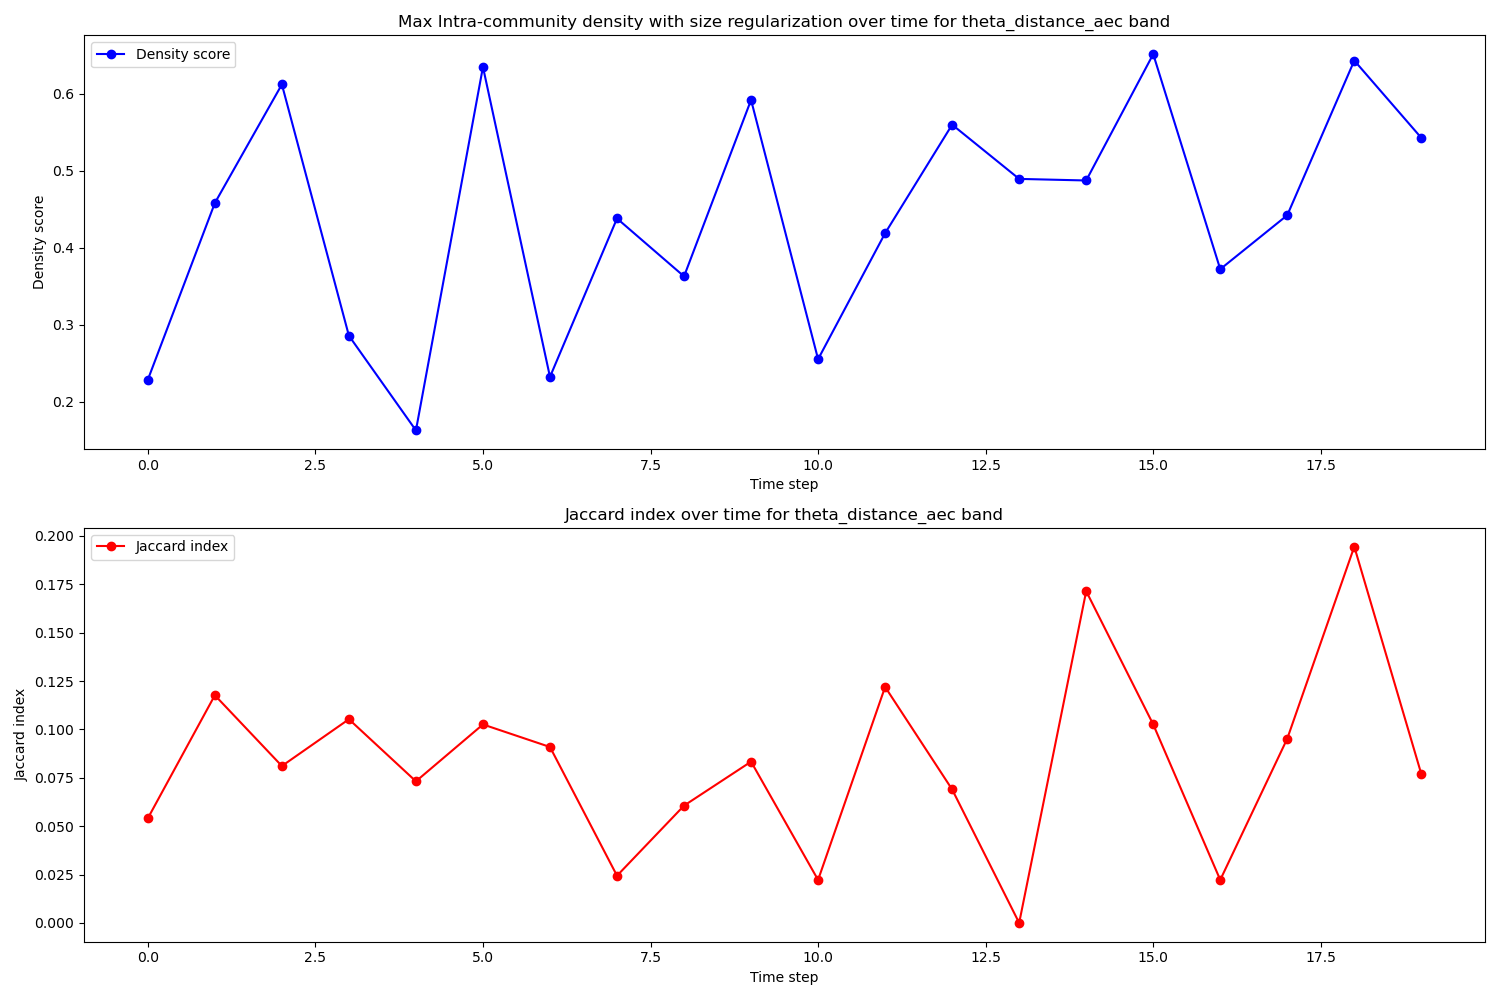 Max Intra-community density with size regularization over time for theta_distance_aec band
Density score
0.6
0.5
0.4
0.3
0.2
Density score
0.0 2.5 5.0 7.5 10.0 12.5 15.0 17.5
Time step
Jaccard index over time for theta_distance_aec band
Jaccard index
0.200
0.175
0.150
0.125
0.100
0.075
0.050
0.025
0.000
Jaccard index
0.0 2.5 5.0 7.5 10.0 12.5 15.0 17.5
Time step